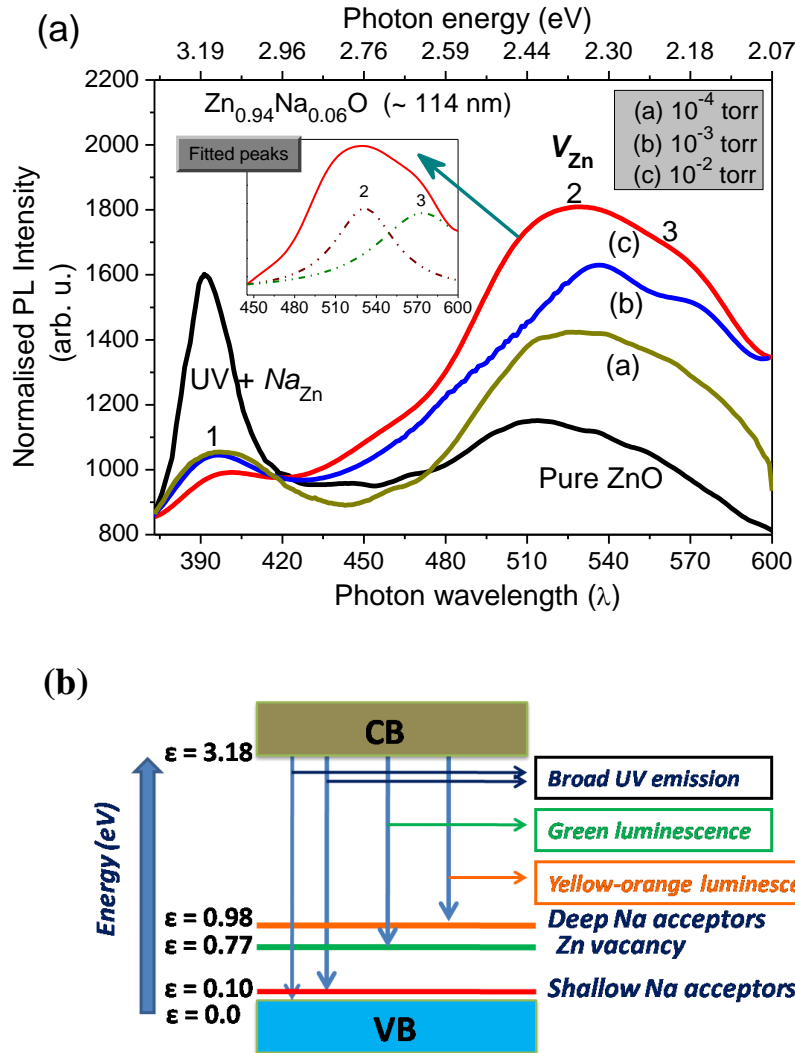 (a)
Photon energy (eV)
3.19 2.96 2.76 2.59 2.44 2.30 2.18 2.07
2200
2000
1800
1600
1400
1200
1000
800
Normalised PL Intensity
(arb. u.)
Zn0.94Na0.06O (~ 114 nm)
(a) 10-4 torr
(b) 10-3 torr
(c) 10-2 torr
Fitted peaks
2
3
450 480 510 540 570 600
VZn
2
3
(c)
(b)
(a)
UV + NaZn
1
Pure ZnO
390 420 450 480 510 540 570 600
Photon wavelength (λ)
(b)
CB
ε = 3.18
Energy (eV)
Broad UV emission
Green luminescence
Yellow-orange luminesce
ε = 0.98
Deep Na acceptors
ε = 0.77
Zn vacancy
ε = 0.10
Shallow Na acceptors
ε = 0.0
VB